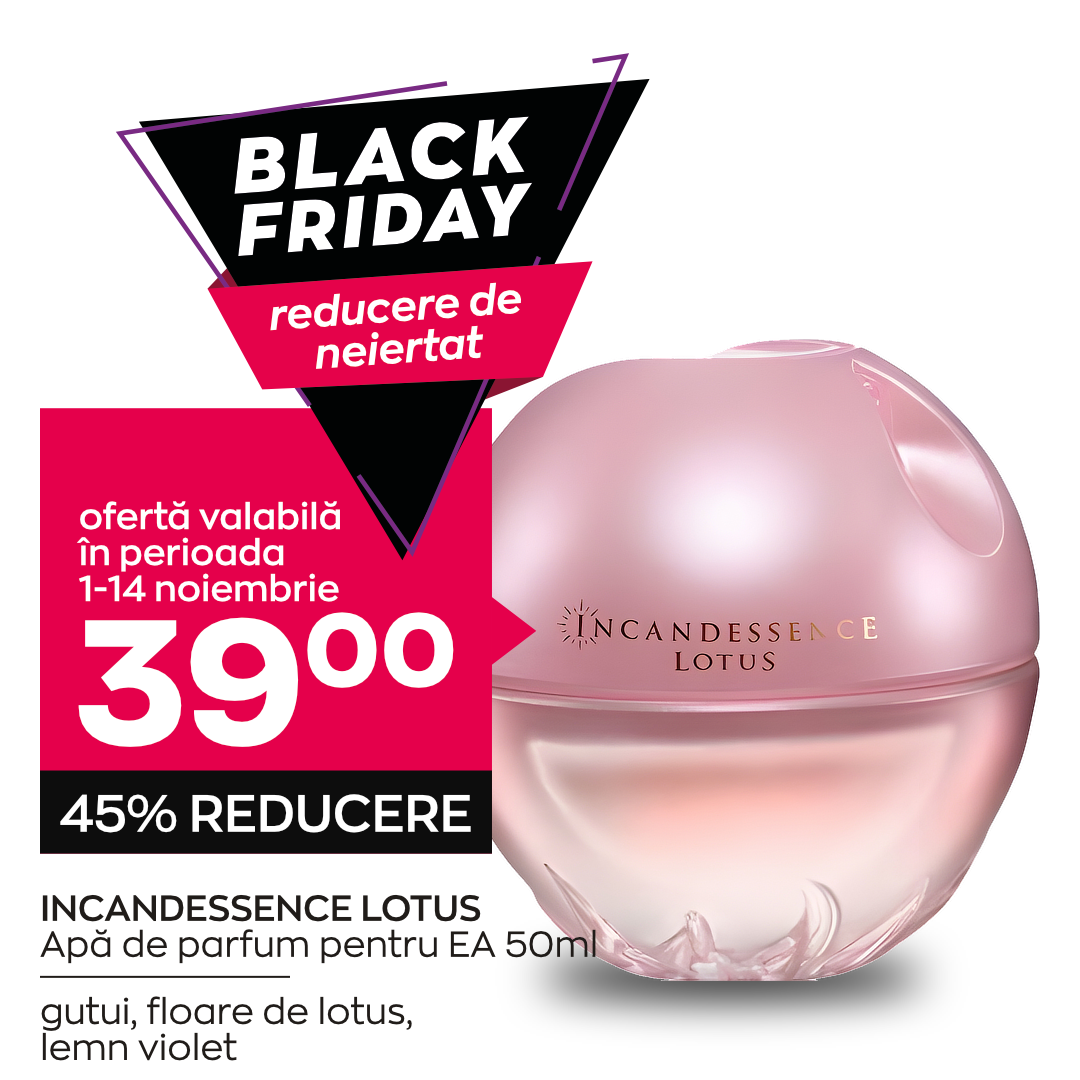 BLACK
FRIDAY
reducere de
neiertat
ofertă valabilă
în perioada
1-14 noiembrie
39⁰⁰
45% REDUCERE
INCANDESSENCE
LOTUS
INCANDESSENCE LOTUS
Apă de parfum pentru EA 50ml
gutui, floare de lotus,
lemn violet